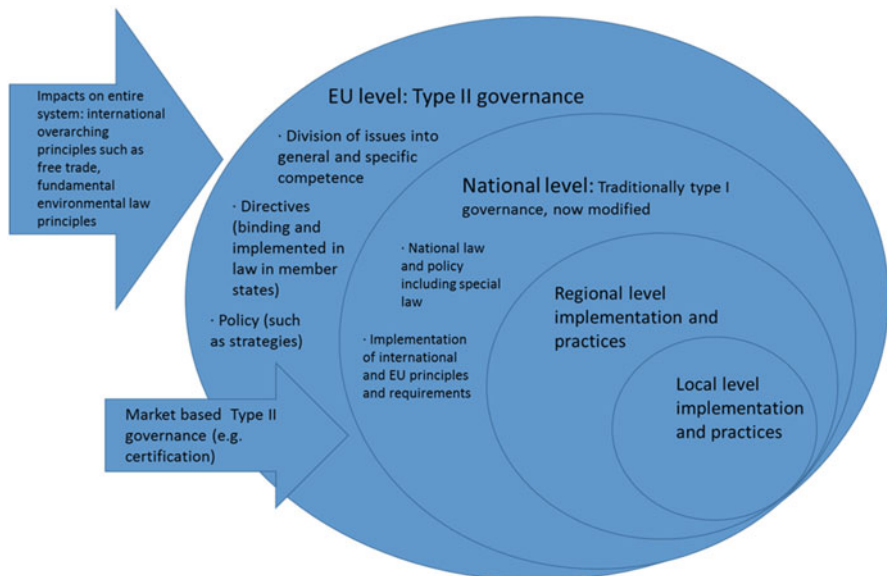 Impacts on entire
system: international
overarching
principles such as
free trade,
fundamental
environmental law
principles
EU level: Type II governance
· Division of issues into
general and specific
competence
· Directives
(binding and
implemented in
law in member
states)
· Policy (such
as strategies)
National level: Traditionally type I
governance, now modified
· National law
and policy
including special
law
· Implementation
of international
and EU principles
and requirements
Regional level
implementation and
practices
Local level
implementation
and practices
Market based Type II
governance (e.g.
certification)